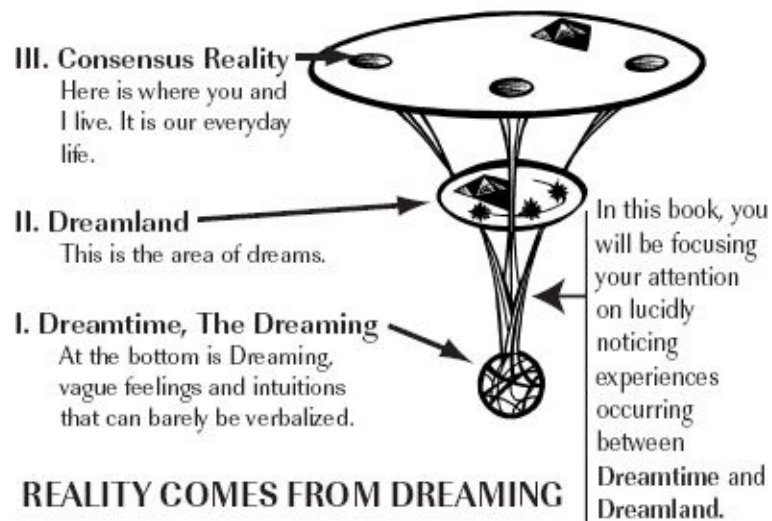 III. Consensus Reality
Here is where you and
I live. It is our everyday
life.
II. Dreamland
This is the area of dreams.
I. Dreamtime, The Dreaming
At the bottom is Dreaming,
vague feelings and intuitions
that can barely be verbalized.
In this book, you
will be focusing
your attention
on lucidly
noticing
experiences
occurring
between
Dreamtime and
Dreamland.
REALITY COMES FROM DREAMING